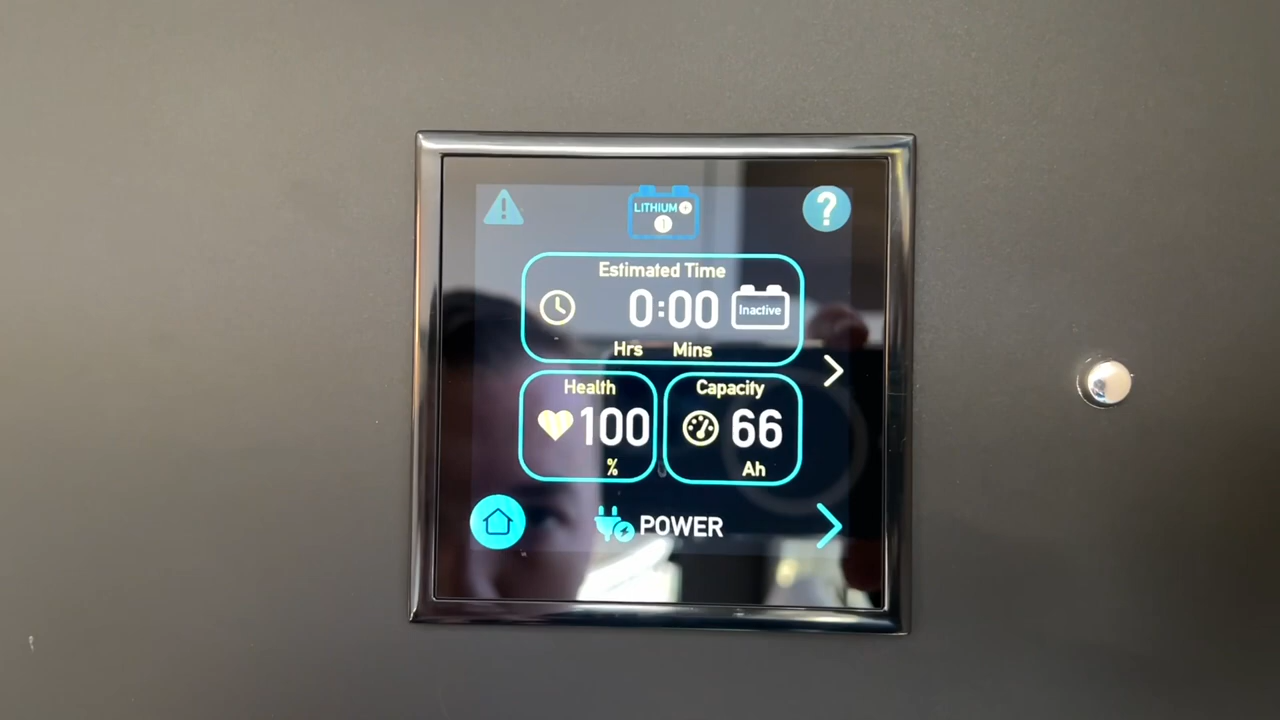 LITHIUM
?
Estimated Time
0:00
Inactive
Hrs Mins
Health
100
%
Capacity
66
Ah
POWER